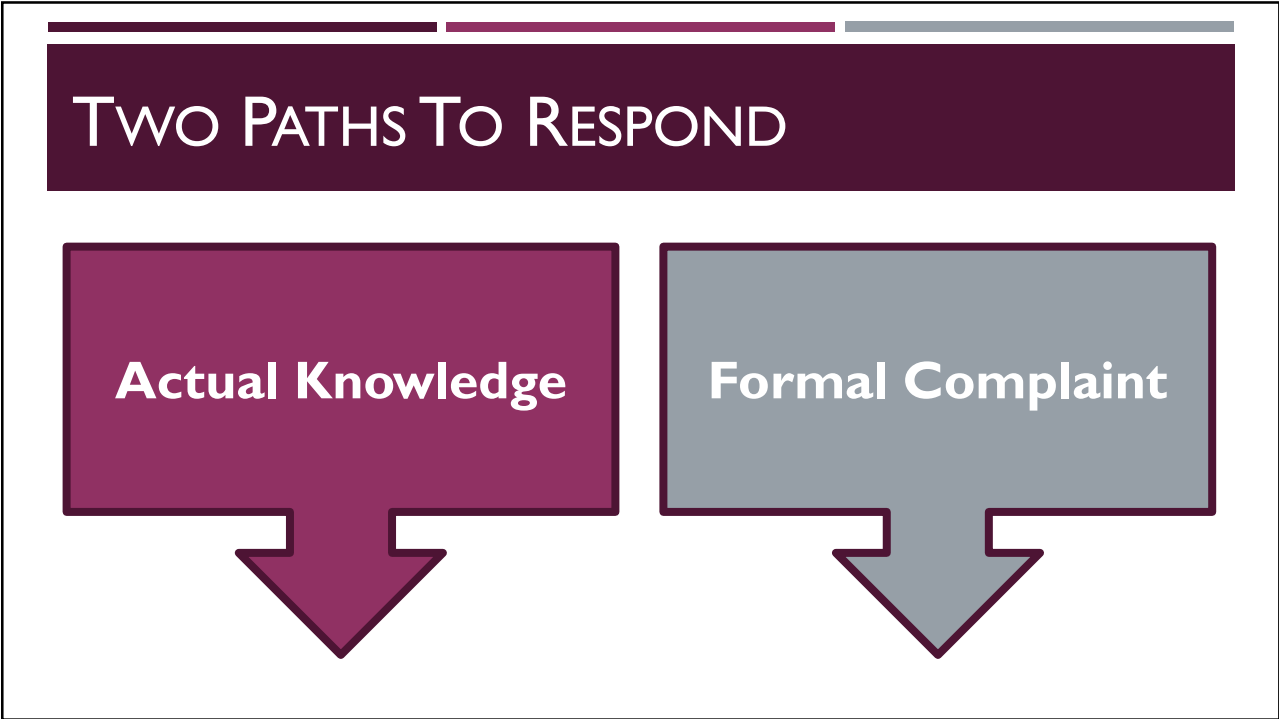 Two Paths To Respond
Actual Knowledge
Formal Complaint